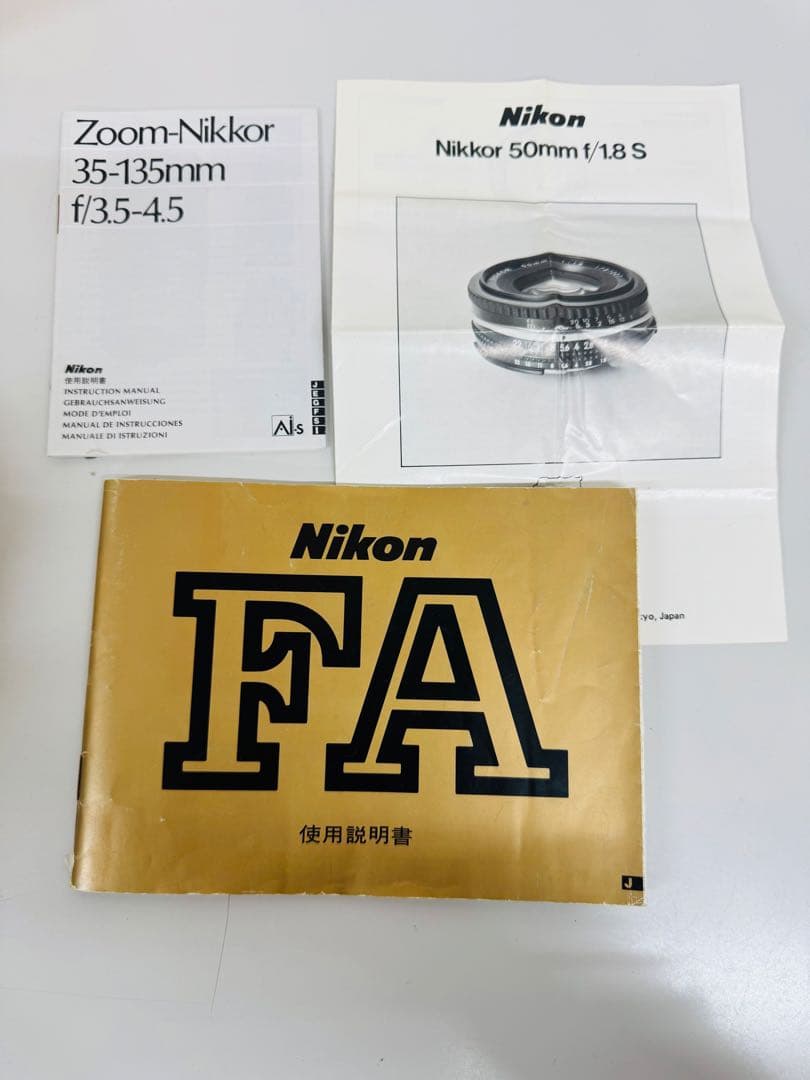 Zoom-Nikkor
35-135mm
f/3.5-4.5
Nikon
使用説明書
INSTRUCTION MANUAL
GEBRAUCHSANWEISUNG
MODE D'EMPLOI
MANUAL DE INSTRUCCIONES
MANUALE DI ISTRUZIONI
Ai-s
J
E
G
F
S
I
Nikon
Nikkor 50mm f/1.8 S
yo, Japan
Nikon
FA
使用説明書
J